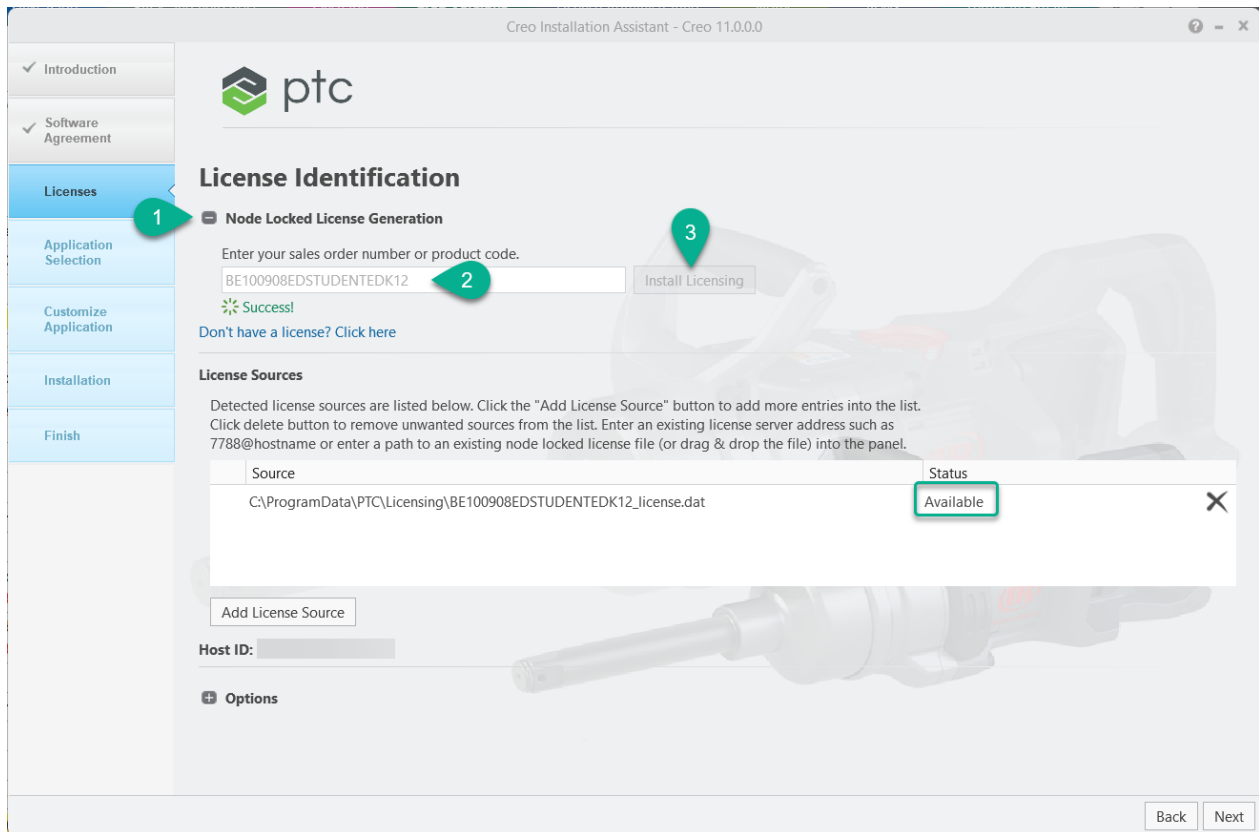 Creo Installation Assistant - Creo 11.0.0.0
Introduction
Software
Agreement
Licenses
Application
Selection
Customize
Application
Installation
Finish
ptc
License Identification
1
Node Locked License Generation
3
Enter your sales order number or product code.
BE100908EDSTUDENTEDK12
2
Install Licensing
Success!
Don't have a license? Click here
License Sources
Detected license sources are listed below. Click the "Add License Source" button to add more entries into the list.
Click delete button to remove unwanted sources from the list. Enter an existing license server address such as
7788@hostname or enter a path to an existing node locked license file (or drag & drop the file) into the panel.
Source Status
C:\ProgramData\PTC\Licensing\BE100908EDSTUDENTEDK12_license.dat Available
Add License Source
Host ID:
Options
Back Next